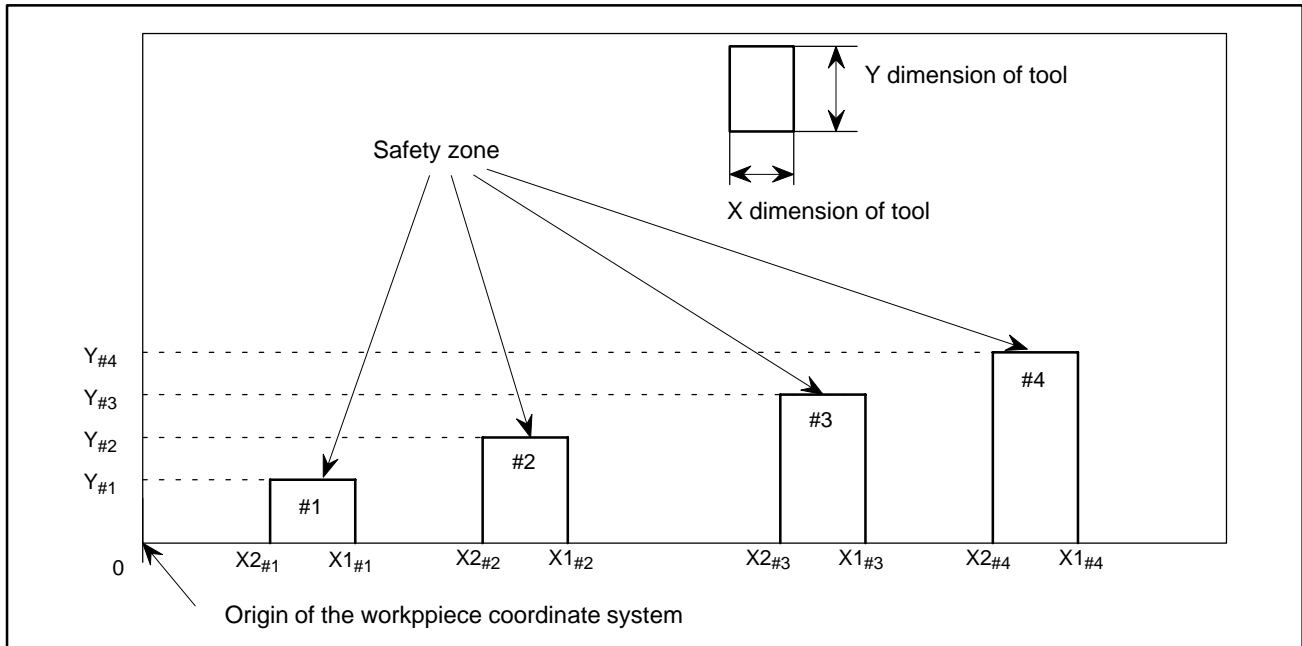 Y dimension of tool
Safety zone
X dimension of tool
Y#4
#4
Y#3
#3
Y#2
#2
Y#1
#1
0
X2#1
X1#1
X2#2
X1#2
X2#3
X1#3
X2#4
X1#4
Origin of the workppiece coordinate system